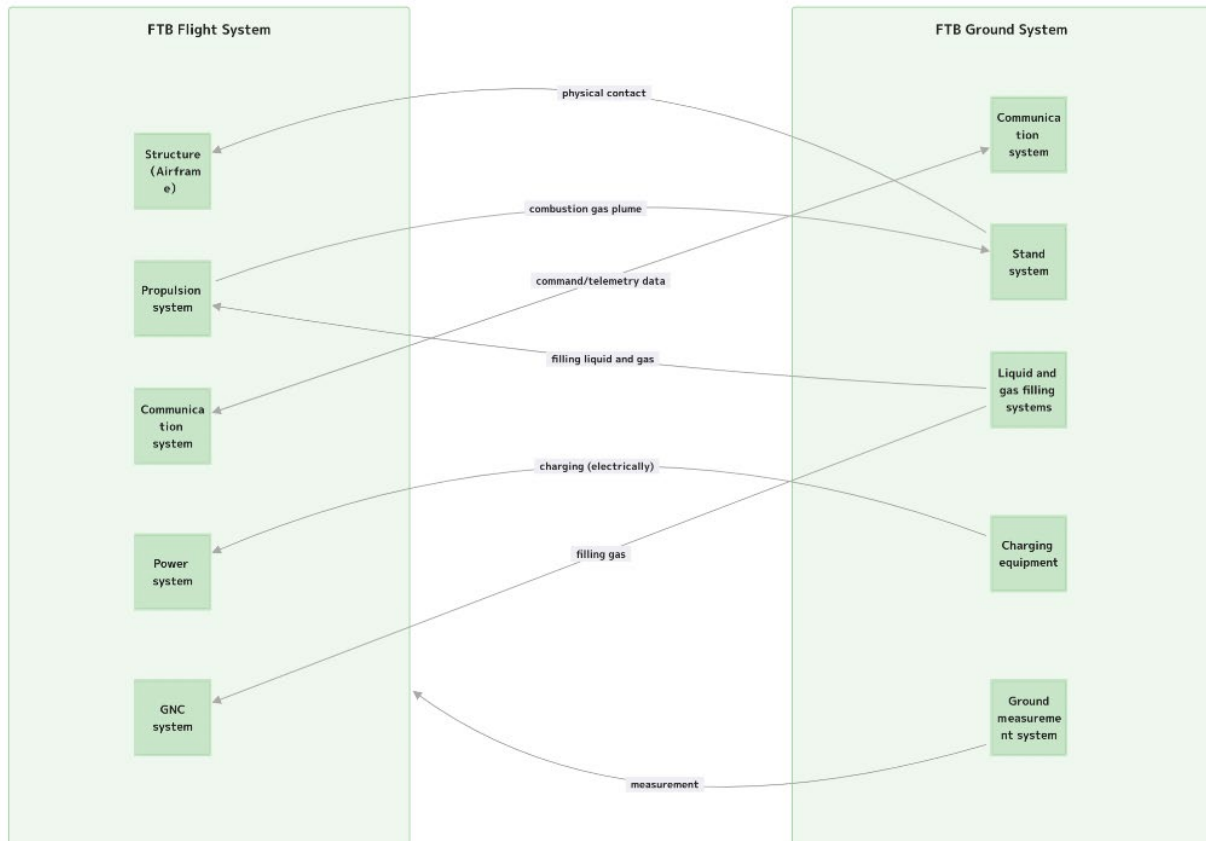 FTB Flight System
FTB Ground System
physical contact
Communica
tion
system
Structure
(Airfram
e)
combustion gas plume
Stand
system
Propulsion
system
command/telemetry data
filling liquid and gas
Liquid and
gas filling
systems
Communica
tion
system
charging (electrically)
Power
system
filling gas
Charging
equipment
GNC
system
Ground
measureme
nt system
measurement